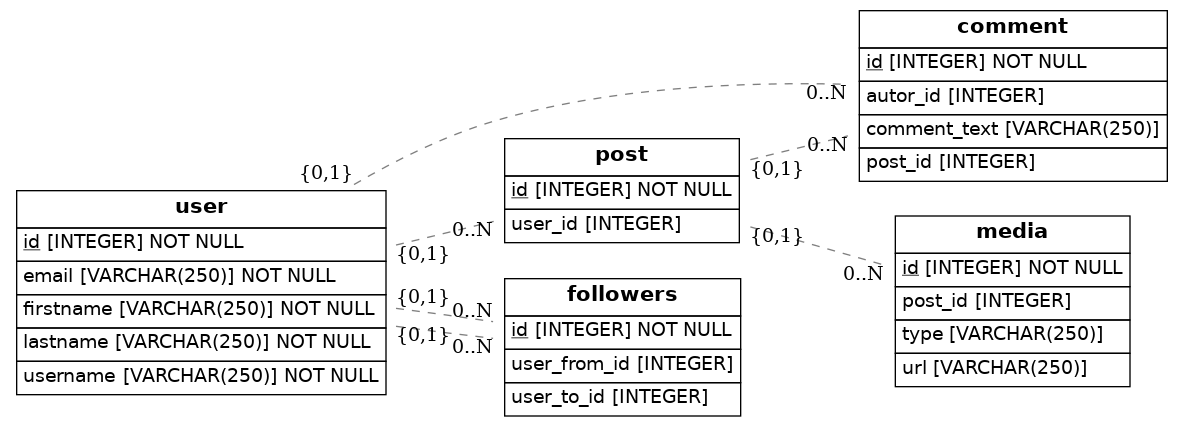 comment
id [INTEGER] NOT NULL
autor_id [INTEGER]
comment_text [VARCHAR(250)]
post_id [INTEGER]
0..N
0..N
{0,1}
post
id [INTEGER] NOT NULL
user_id [INTEGER]
{0,1}
{0,1}
0..N
user
id [INTEGER] NOT NULL
email [VARCHAR(250)] NOT NULL
firstname [VARCHAR(250)] NOT NULL
lastname [VARCHAR(250)] NOT NULL
username [VARCHAR(250)] NOT NULL
0..N
{0,1}
{0,1}
0..N
{0,1}
0..N
followers
id [INTEGER] NOT NULL
user_from_id [INTEGER]
user_to_id [INTEGER]
media
id [INTEGER] NOT NULL
post_id [INTEGER]
type [VARCHAR(250)]
url [VARCHAR(250)]